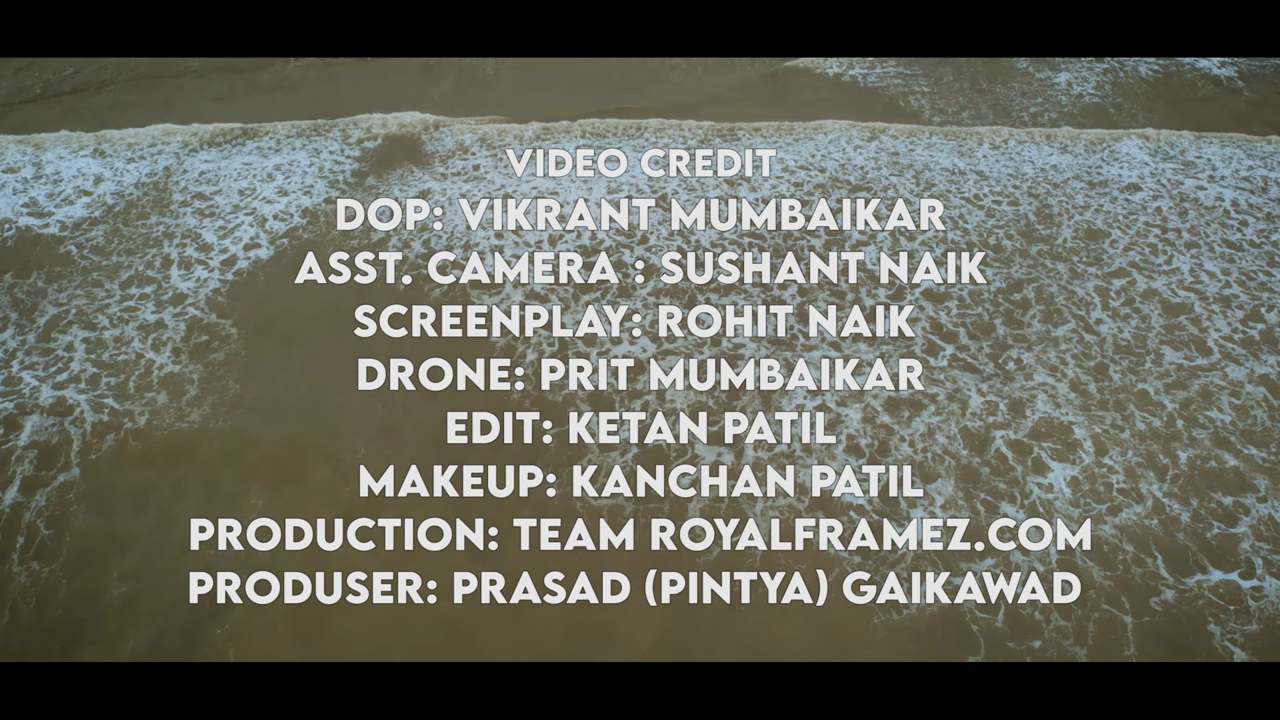 VIDEO CREDIT
DOP: VIKRANT MUMBAIKAR
ASST. CAMERA : SUSHANT NAIK
SCREENPLAY: ROHIT NAIK
DRONE: PRIT MUMBAIKAR
EDIT: KETAN PATIL
MAKEUP: KANCHAN PATIL
PRODUCTION: TEAM ROYALFRAMEZ.COM
PRODUSER: PRASAD (PINTYA) GAIKAWAD